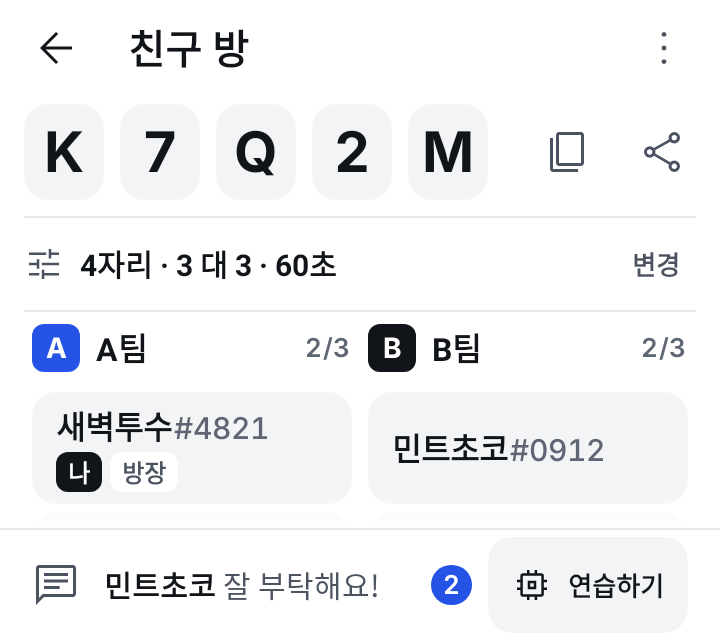 친구 방
K 7 Q 2 M
4자리 · 3 대 3 · 60초 변경
A A팀 2/3 B B팀 2/3
새벽투수#4821
나 방장
민트초코#0912
민트초코 잘 부탁해요! 2 연습하기